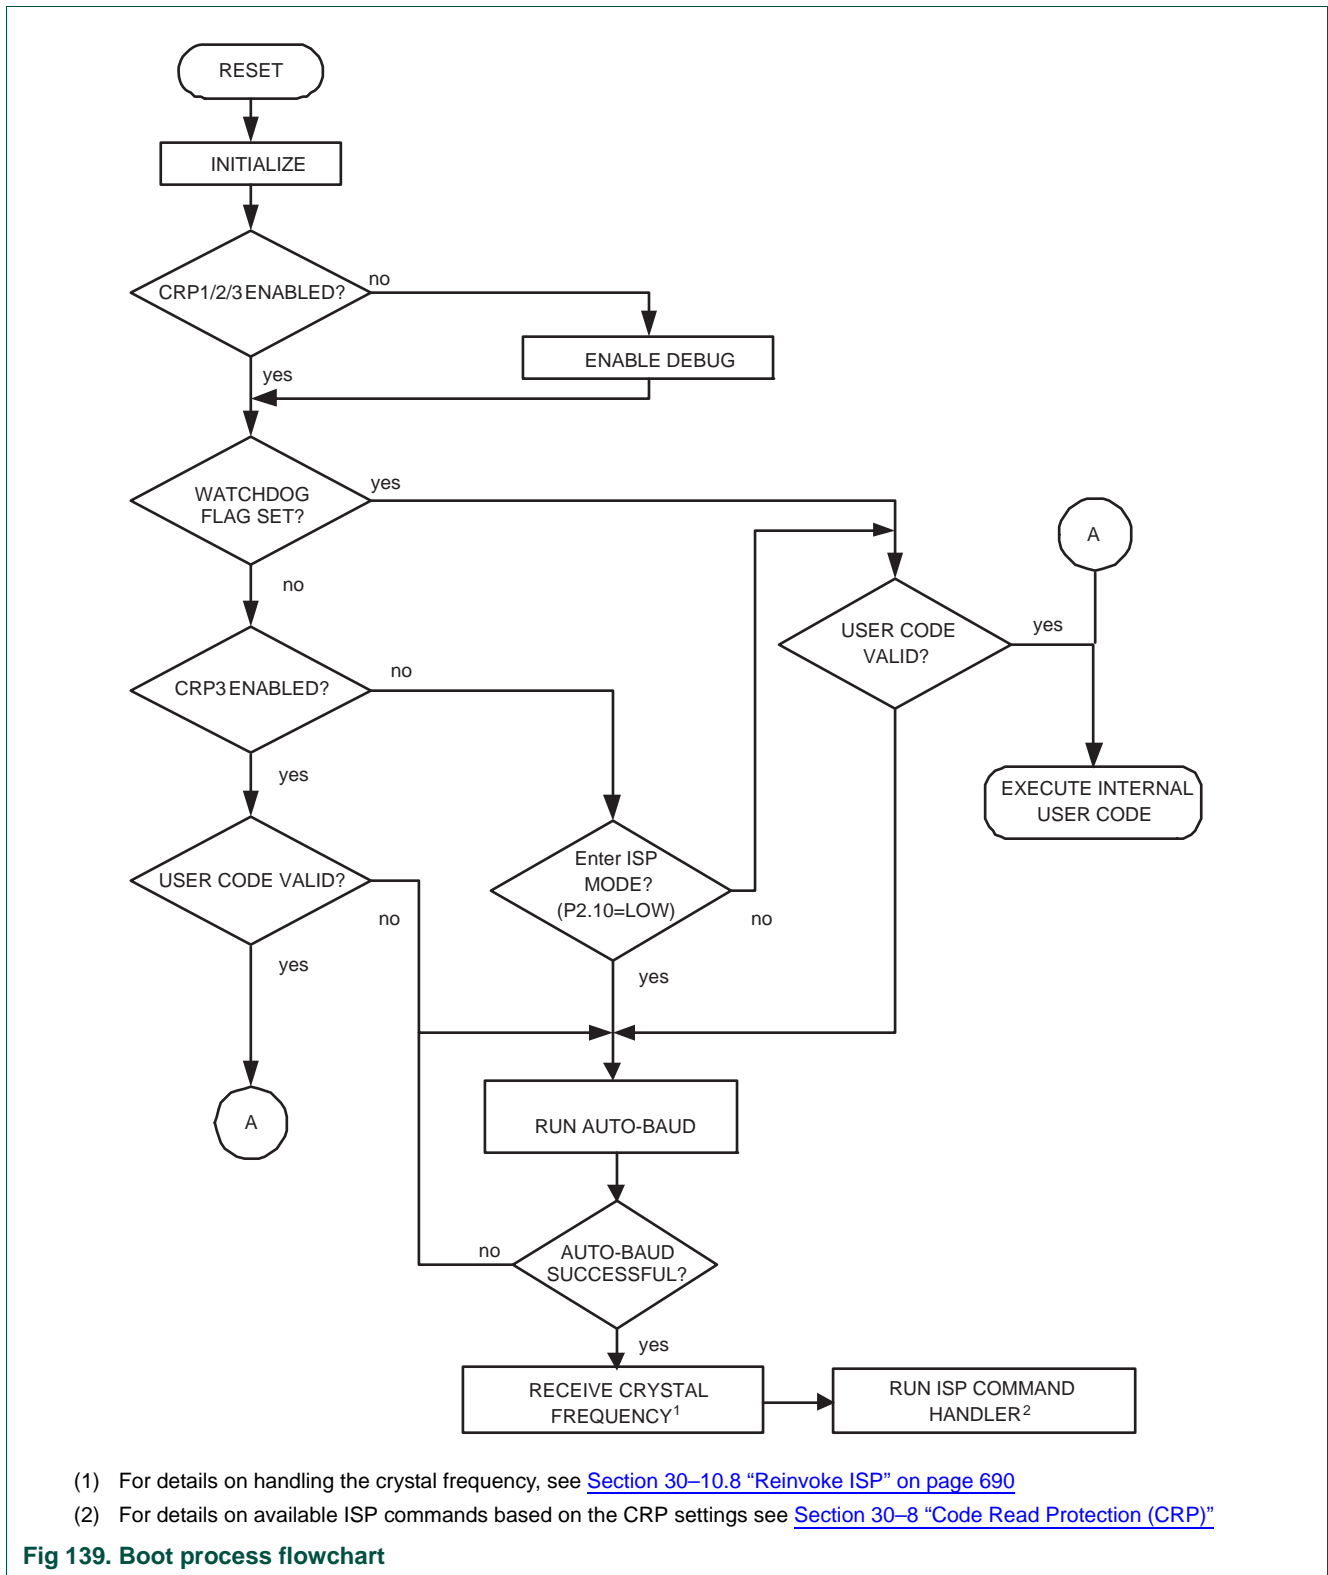 RESET
INITIALIZE
CRP1/2/3 ENABLED?
no
ENABLE DEBUG
yes
WATCHDOG
FLAG SET?
yes
no
A
USER CODE
VALID?
yes
CRP3 ENABLED?
no
yes
EXECUTE INTERNAL
USER CODE
USER CODE VALID?
no
yes
Enter ISP
MODE?
(P2.10=LOW)
no
yes
A
RUN AUTO-BAUD
AUTO-BAUD
SUCCESSFUL?
no
yes
RECEIVE CRYSTAL
FREQUENCY1
RUN ISP COMMAND
HANDLER2
(1) For details on handling the crystal frequency, see Section 30–10.8 “Reinvoke ISP” on page 690
(2) For details on available ISP commands based on the CRP settings see Section 30–8 “Code Read Protection (CRP)”
Fig 139. Boot process flowchart